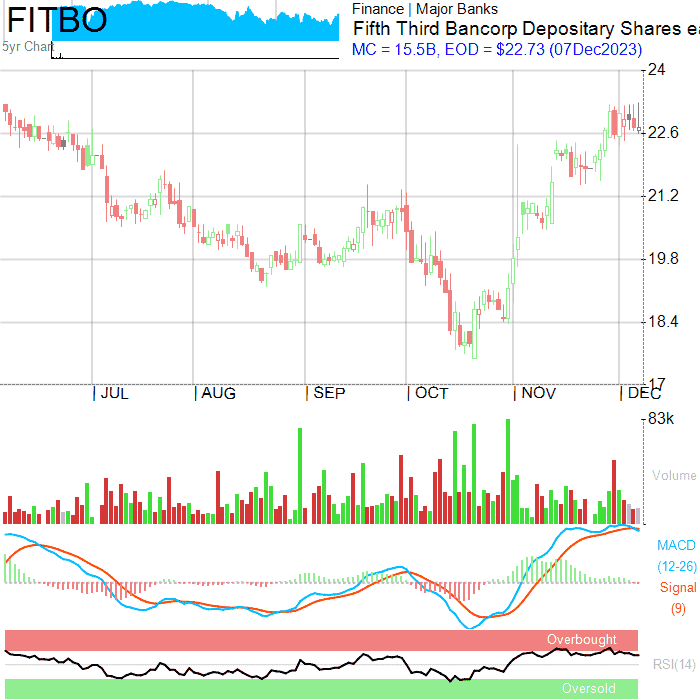 FITBO
5yr Chart
Finance | Major Banks
Fifth Third Bancorp Depositary Shares ea
MC = 15.5B, EOD = $22.73 (07Dec2023)
24
22.6
21.2
19.8
18.4
17
| JUL | AUG | SEP | OCT | NOV | DEC
83k
Volume
MACD
(12-26)
Signal
(9)
Overbought
RSI(14)
Oversold